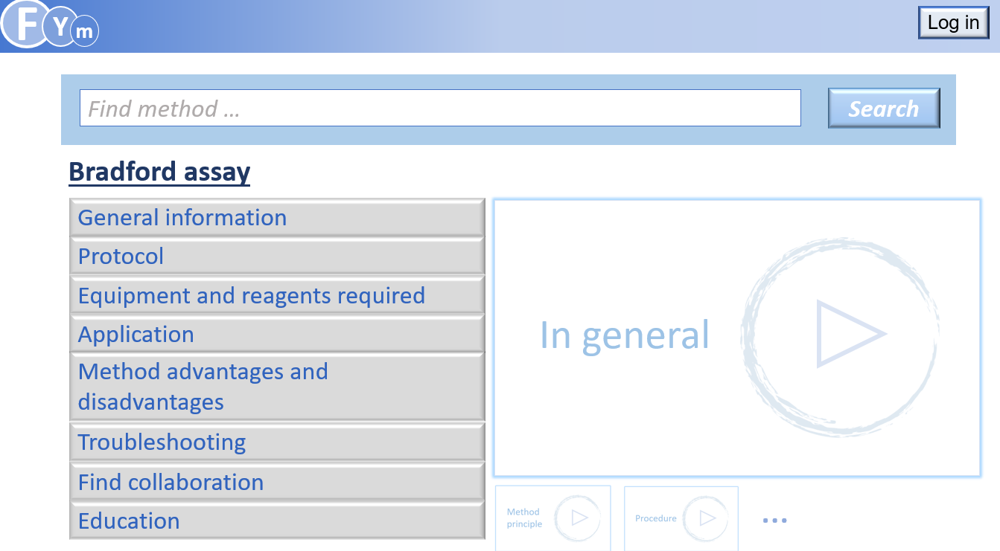 F Y m
Log in
Find method ...
Search
Bradford assay
General information
Protocol
Equipment and reagents required
Application
Method advantages and
disadvantages
Troubleshooting
Find collaboration
Education
In general
Method
principle
Procedure
...